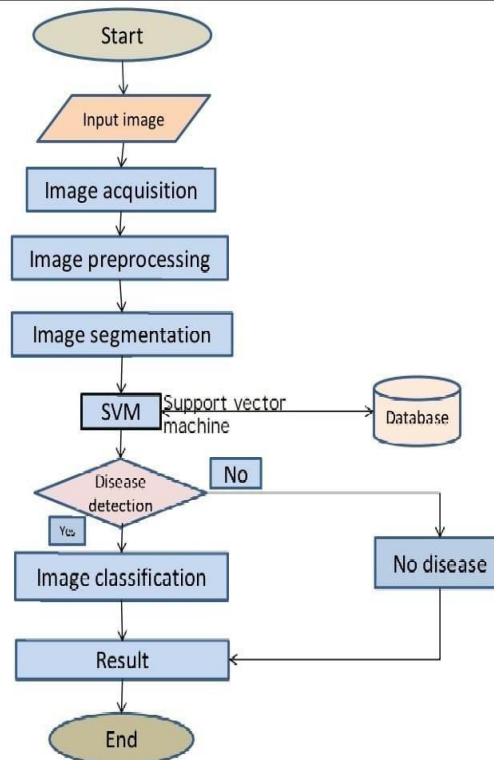 Start
Input image
Image acquisition
Image preprocessing
Image segmentation
SVM
Support vector
machine
Database
Disease
detection
No
Yes
Image classification
No disease
Result
End